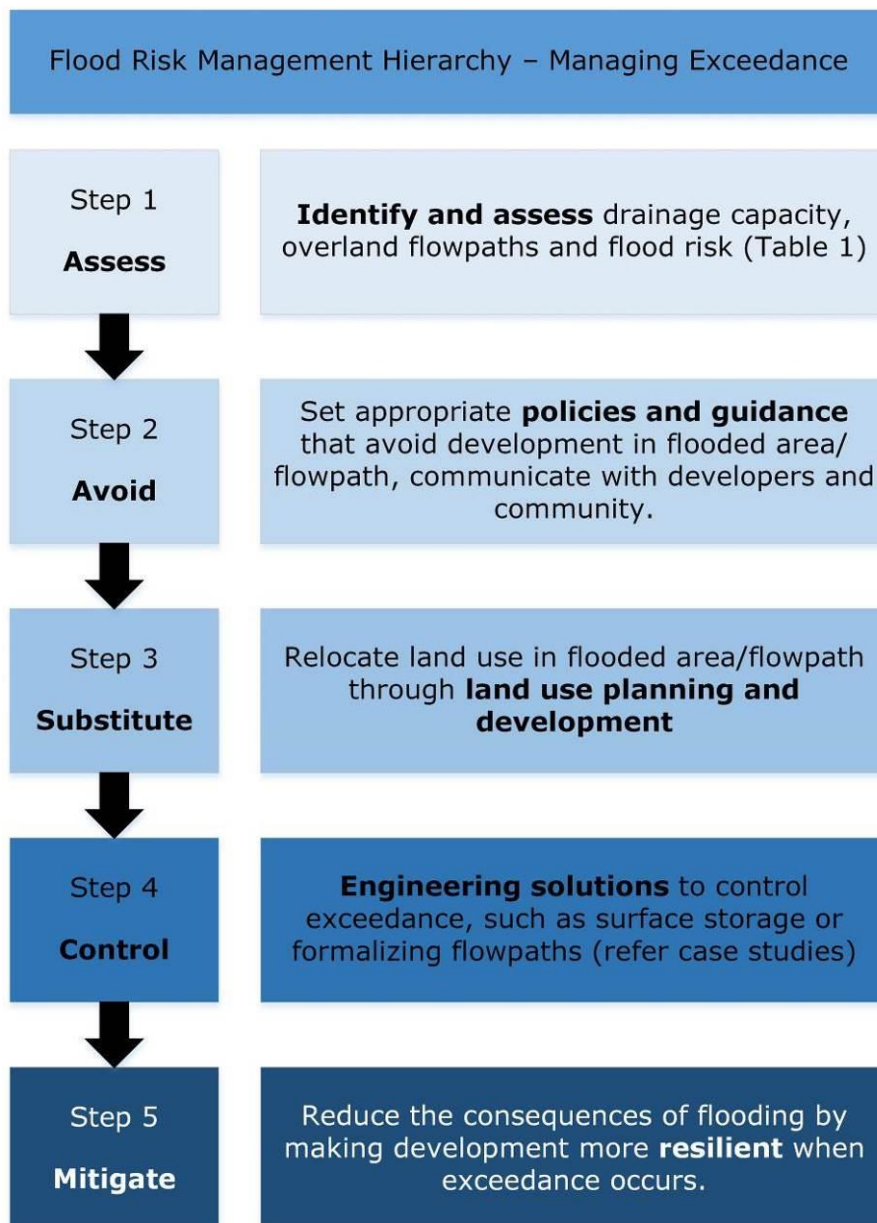 Flood Risk Management Hierarchy – Managing Exceedance
Step 1
Assess
Identify and assess drainage capacity,
overland flowpaths and flood risk (Table 1)
Step 2
Avoid
Set appropriate policies and guidance
that avoid development in flooded area/
flowpath, communicate with developers and
community.
Step 3
Substitute
Relocate land use in flooded area/flowpath
through land use planning and
development
Step 4
Control
Engineering solutions to control
exceedance, such as surface storage or
formalizing flowpaths (refer case studies)
Step 5
Mitigate
Reduce the consequences of flooding by
making development more resilient when
exceedance occurs.